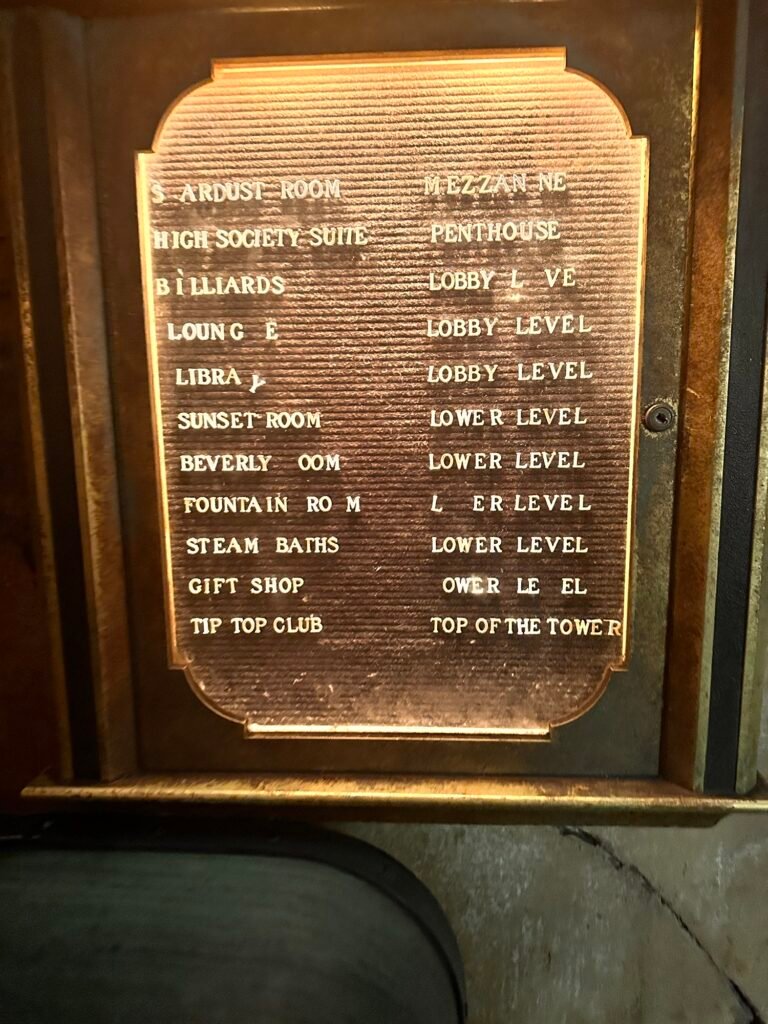 S ARDUST ROOM MEZZAN NE
HIGH SOCIETY SUITE PENTHOUSE
BILLIARDS LOBBY L VE
LOUNG E LOBBY LEVEL
LIBRA Y LOBBY LEVEL
SUNSET ROOM LOWER LEVEL
BEVERLY OOM LOWER LEVEL
FOUNTAIN RO M L ER LEVEL
STEAM BATHS LOWER LEVEL
GIFT SHOP OWER LE EL
TIP TOP CLUB TOP OF THE TOWER